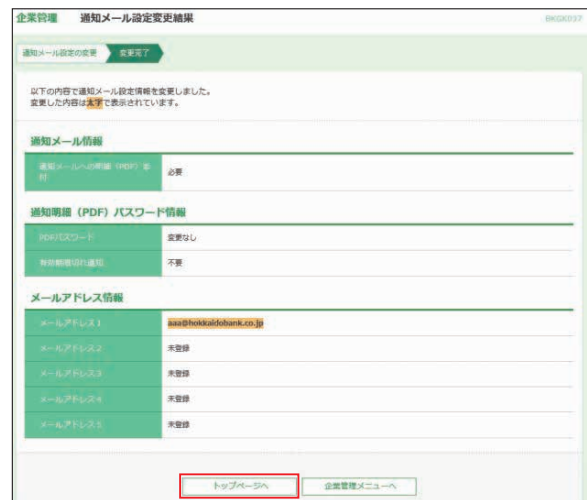 企業管理 通知メール設定変更結果 BKGK037
通知メール設定の変更 変更完了
以下の内容で通知メール設定情報を変更しました。
変更した内容は太字で表示されています。
通知メール情報
通知メールへの明細（PDF）添付 必要
通知明細（PDF）パスワード情報
PDFパスワード 変更なし
有効期限切れ通知 不要
メールアドレス情報
メールアドレス1 aaa@hokkaidobank.co.jp
メールアドレス2 未登録
メールアドレス3 未登録
メールアドレス4 未登録
メールアドレス5 未登録
トップページへ 企業管理メニューへ